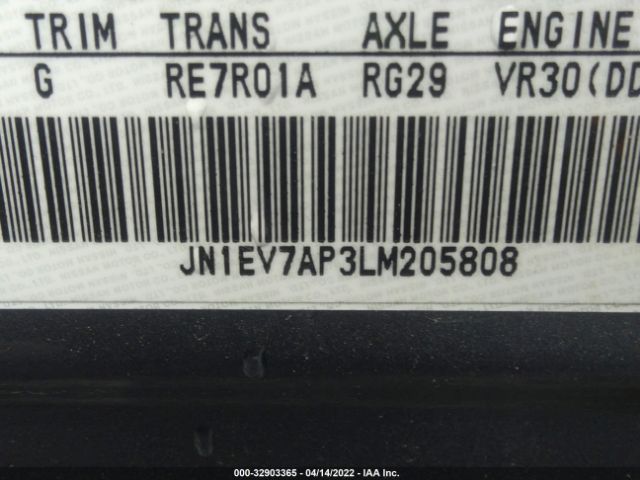 TRIM TRANS AXLE ENGINE
G RE7R01A RG29 VR30(DD
JN1EV7AP3LM205808
000-32903365 - 04/14/2022 - IAA Inc.